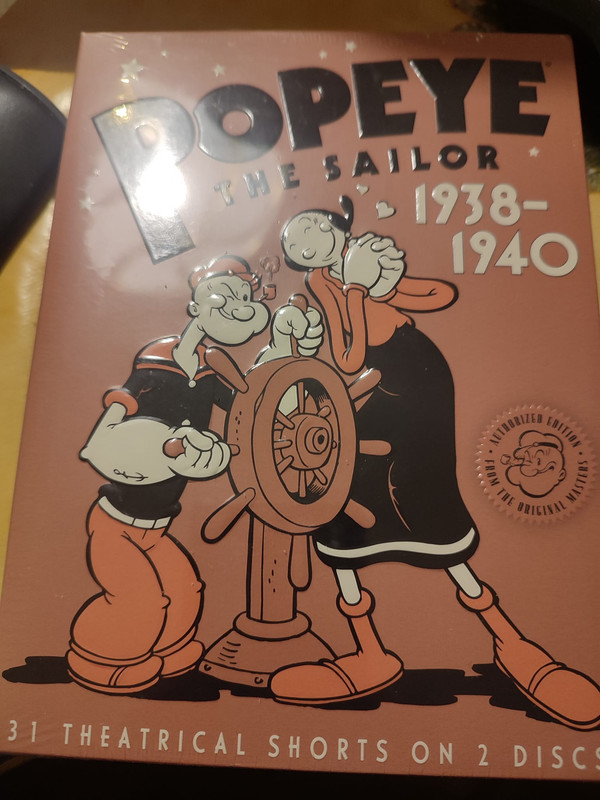 POPEYE
THE SAILOR
1938–
1940
AUTHORIZED EDITION
FROM THE ORIGINAL MASTERS
31 THEATRICAL SHORTS ON 2 DISCS